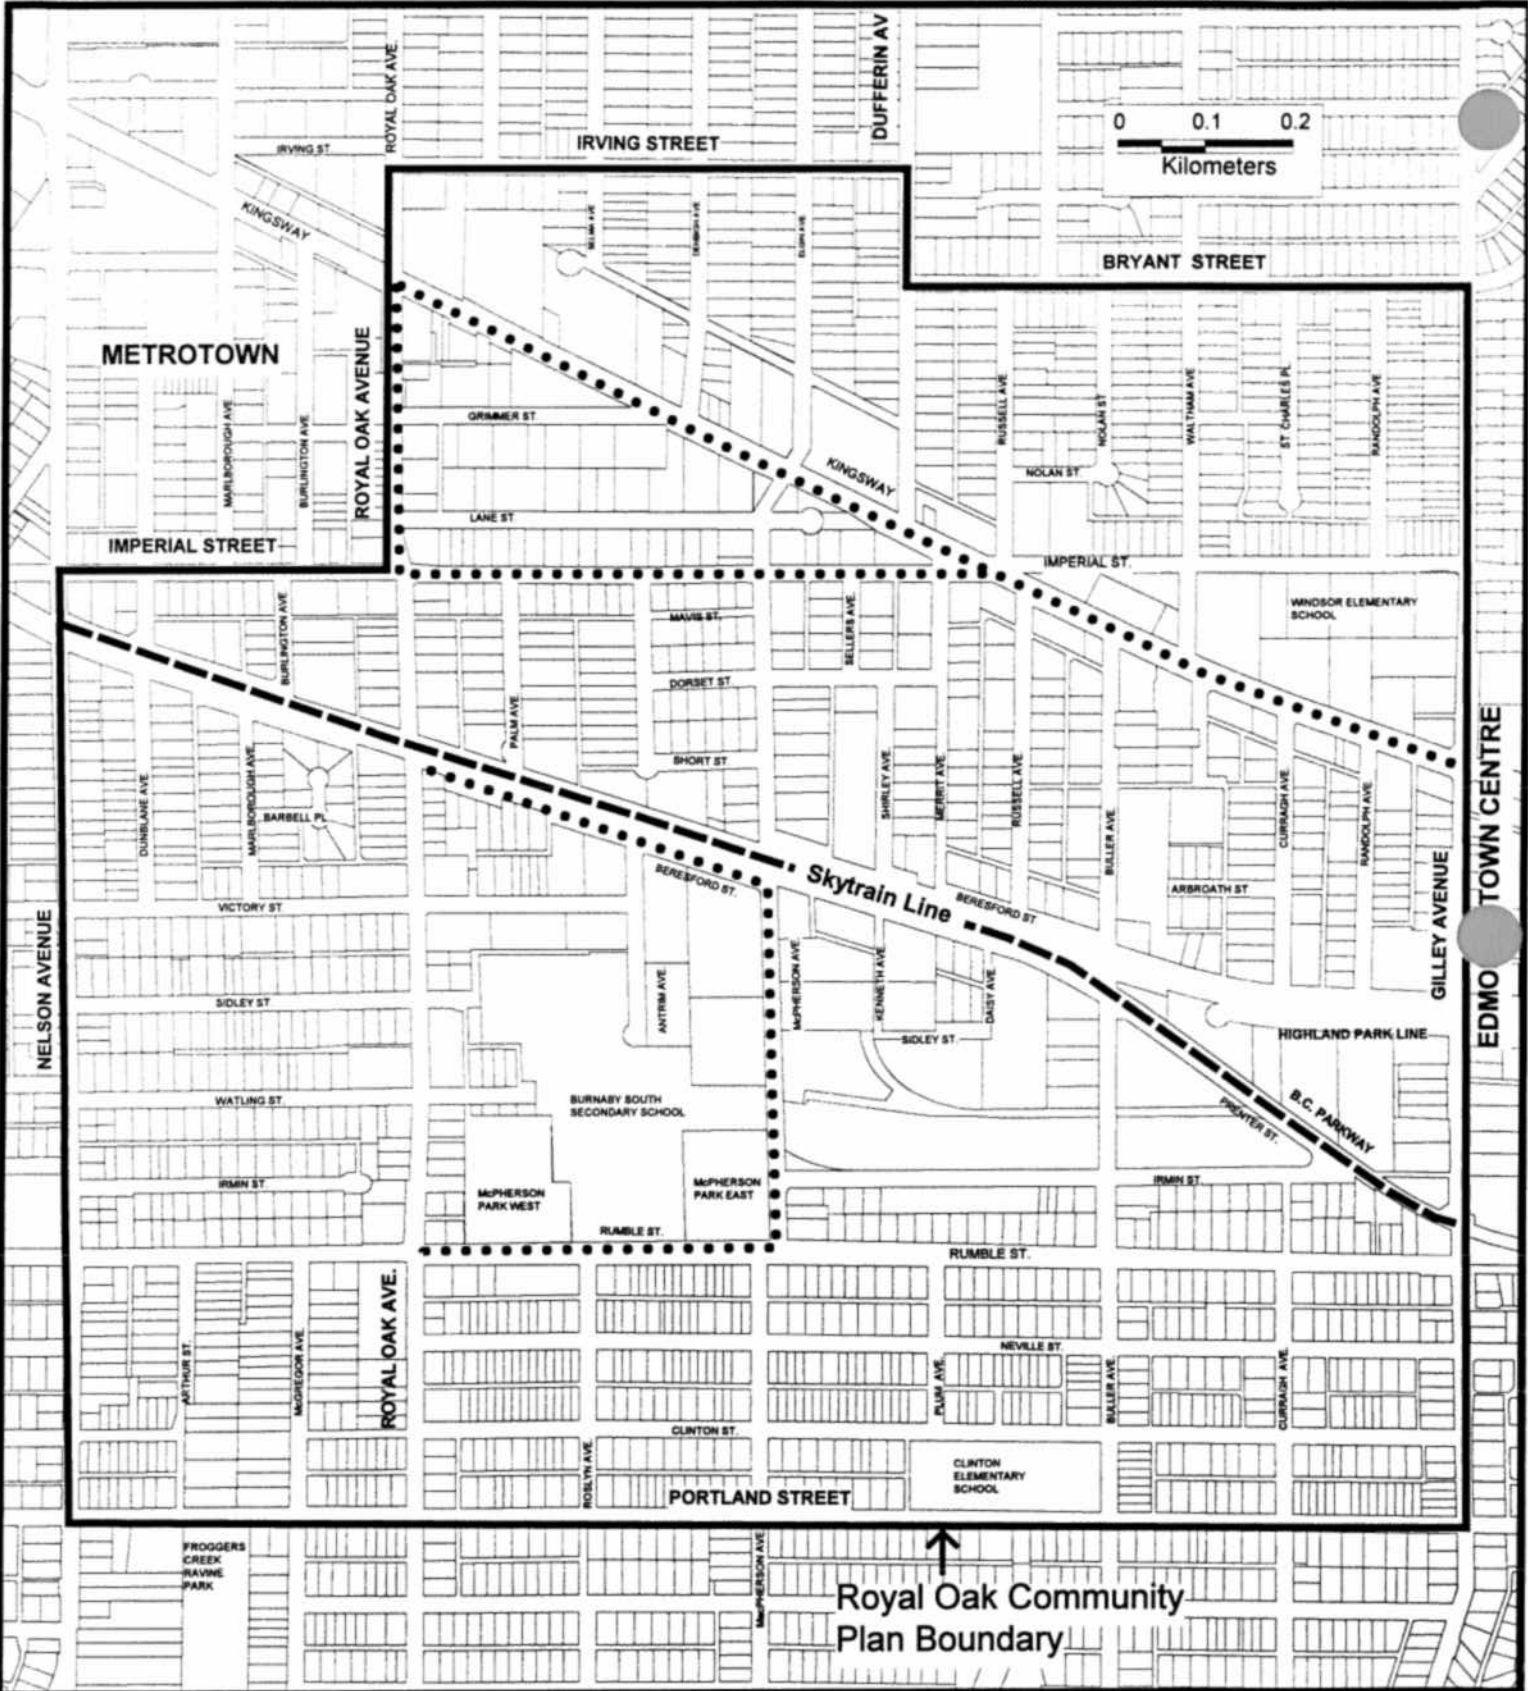 ROYAL OAK AVE.
DUFFERIN AV
IRVING ST.
IRVING STREET
0 0.1 0.2
Kilometers
KINGSWAY
SELMA AVE
DENBIGH AVE
ELGIN AVE
BRYANT STREET
METROTOWN
ROYAL OAK AVENUE
MARLBOROUGH AVE
BURLINGTON AVE.
GRIMMER ST.
RUSSELL AVE.
NOLAN ST
WALTHAM AVE
ST. CHARLES PL.
RANDOLPH AVE
KINGSWAY
NOLAN ST
LANE ST
IMPERIAL STREET
IMPERIAL ST.
WINDSOR ELEMENTARY
SCHOOL
BURLINGTON AVE
MAVIS ST.
SELLERS AVE.
DORSET ST
PALM AVE
SHORT ST
DUNBLANE AVE.
MARLBOROUGH AVE
BARBELL PL
SHIRLEY AVE
MERRITT AVE.
RUSSELL AVE
BULLER AVE
CURRAGH AVE.
RANDOLPH AVE
EDMO TOWN CENTRE
GILLEY AVENUE
BERESFORD ST.
Skytrain Line
BERESFORD ST
ARBROATH ST
VICTORY ST
NELSON AVENUE
SIDLEY ST
ANTRIM AVE.
McPHERSON AVE.
KENNETH AVE
DAISY AVE.
SIDLEY ST.
HIGHLAND PARK LINE
WATLING ST.
BURNABY SOUTH
SECONDARY SCHOOL
B.C. PARKWAY
PRENTER ST.
IRMIN ST.
McPHERSON
PARK WEST
McPHERSON
PARK EAST
IRMIN ST.
RUMBLE ST.
RUMBLE ST.
ROYAL OAK AVE.
ARTHUR ST.
McGREGOR AVE.
NEVILLE ST.
PLUM AVE.
BULLER AVE.
CURRAGH AVE.
CLINTON ST.
ROSLYN AVE.
CLINTON
ELEMENTARY
SCHOOL
PORTLAND STREET
FROGGERS
CREEK
RAVINE
PARK
McPHERSON AVE.
Royal Oak Community
Plan Boundary